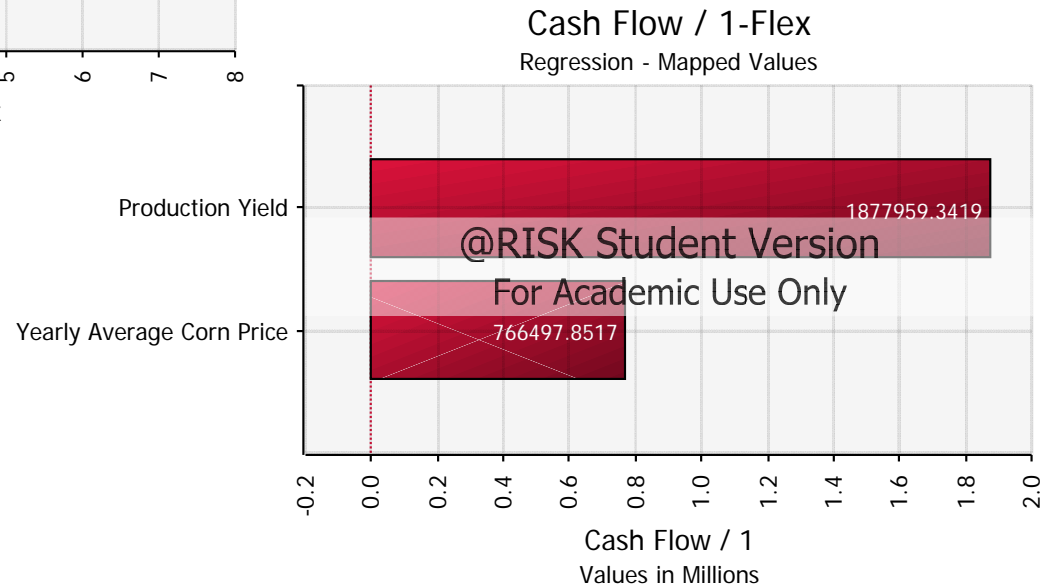 5
6
7
8
Cash Flow / 1-Flex
Regression - Mapped Values
Production Yield
1877959.3419
@RISK Student Version
For Academic Use Only
Yearly Average Corn Price
766497.8517
-0.2
0.0
0.2
0.4
0.6
0.8
1.0
1.2
1.4
1.6
1.8
2.0
Cash Flow / 1
Values in Millions